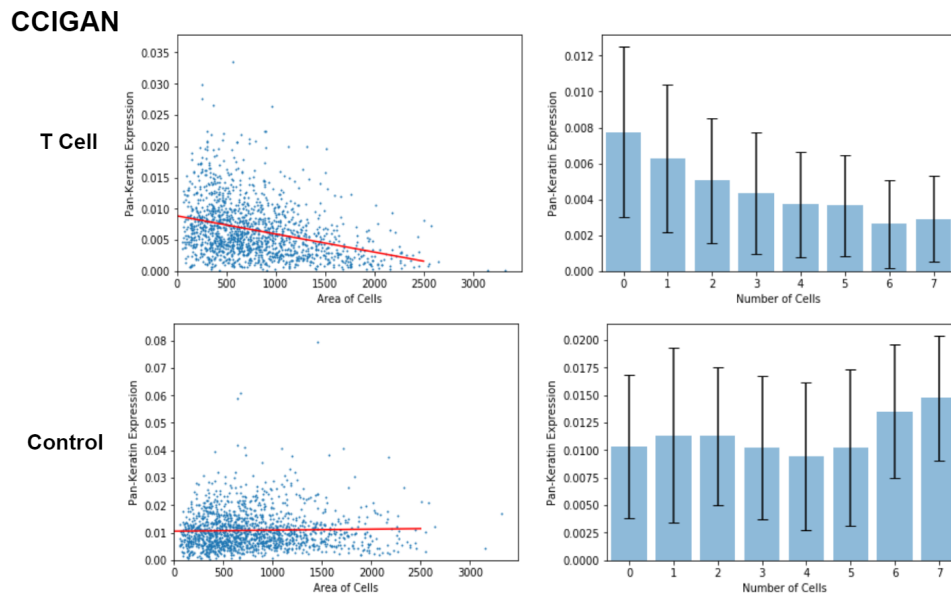 CCIGAN
T Cell
Pan-Keratin Expression
0.035
0.030
0.025
0.020
0.015
0.010
0.005
0.000
0 500 1000 1500 2000 2500 3000
Area of Cells
Pan-Keratin Expression
0.012
0.010
0.008
0.006
0.004
0.002
0.000
0 1 2 3 4 5 6 7
Number of Cells
Control
Pan-Keratin Expression
0.08
0.07
0.06
0.05
0.04
0.03
0.02
0.01
0.00
0 500 1000 1500 2000 2500 3000
Area of Cells
Pan-Keratin Expression
0.0200
0.0175
0.0150
0.0125
0.0100
0.0075
0.0050
0.0025
0.0000
0 1 2 3 4 5 6 7
Number of Cells